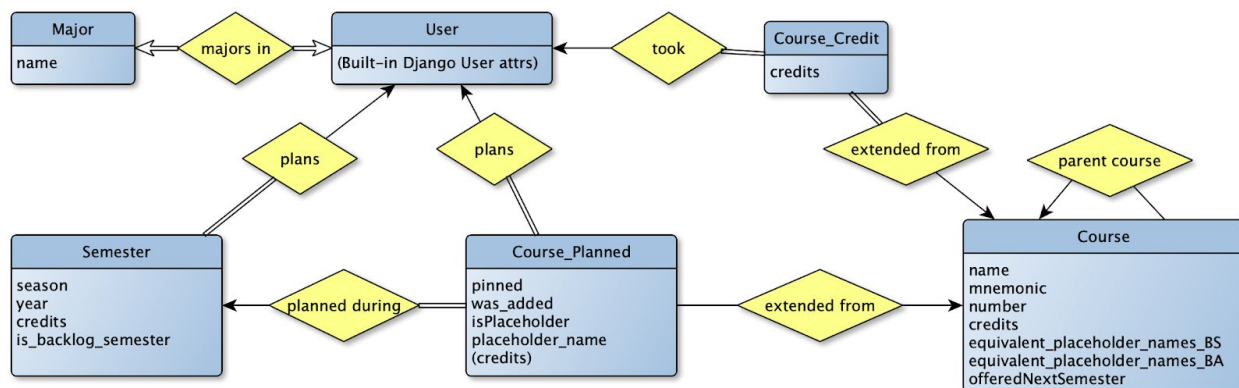 Major
name
majors in
User
(Built-in Django User attrs)
took
Course_Credit
credits
plans
plans
extended from
parent course
Semester
season
year
credits
is_backlog_semester
planned during
Course_Planned
pinned
was_added
isPlaceholder
placeholder_name
(credits)
extended from
Course
name
mnemonic
number
credits
equivalent_placeholder_names_BS
equivalent_placeholder_names_BA
offeredNextSemester